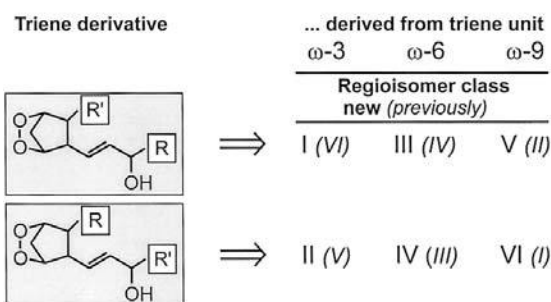 Triene derivative
... derived from triene unit
ω-3 ω-6 ω-9
Regioisomer class
new (previously)
R'
O
O
R
OH
⇒ I (VI) III (IV) V (II)
R
O
O
R'
OH
⇒ II (V) IV (III) VI (I)